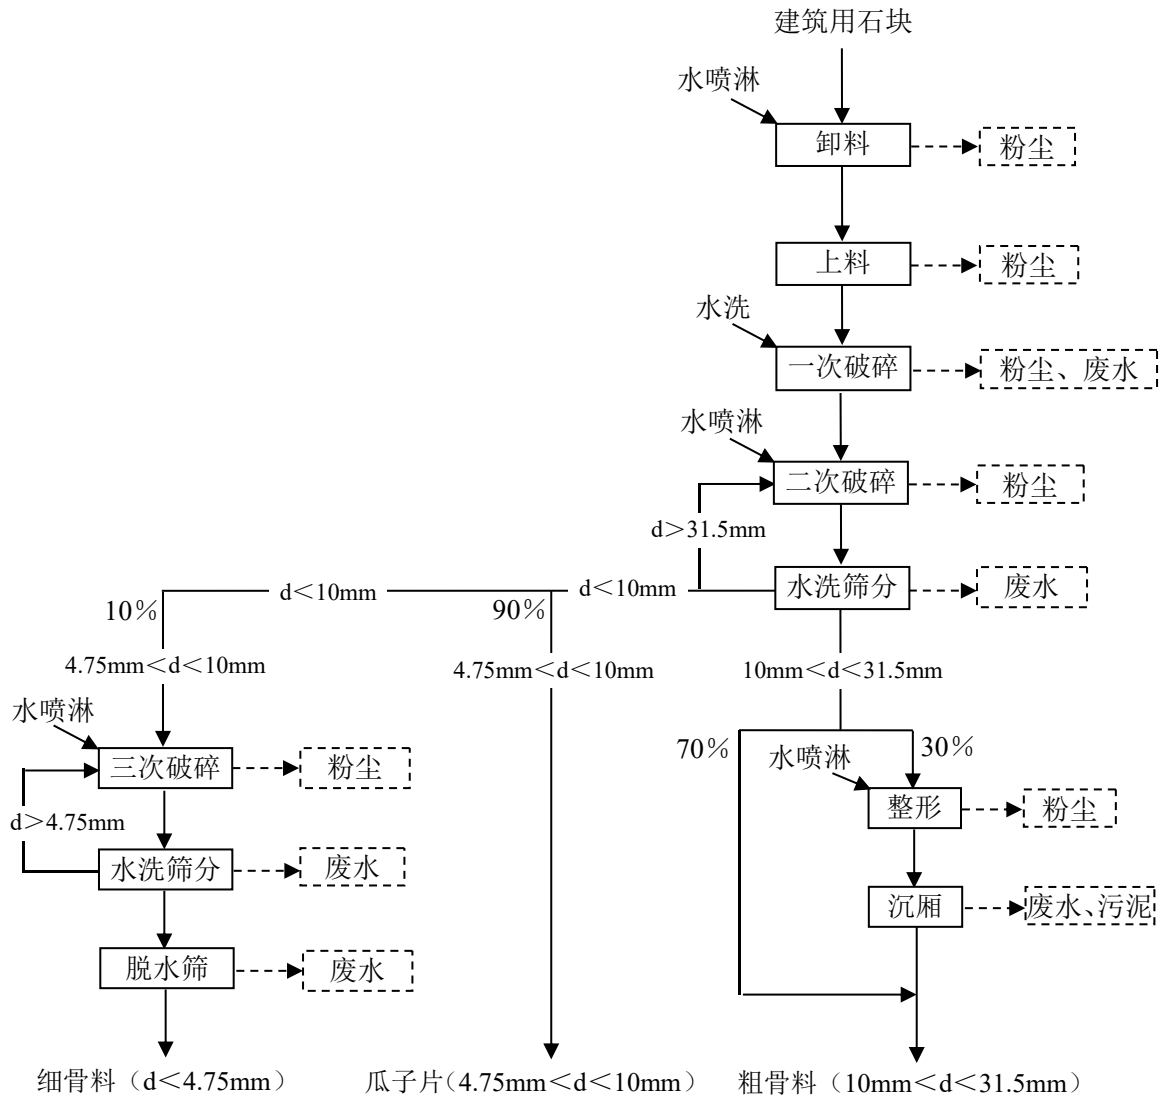 建筑用石块
水喷淋
卸料
粉尘
上料
粉尘
水洗
一次破碎
粉尘、废水
水喷淋
二次破碎
粉尘
d＞31.5mm
水洗筛分
废水
d＜10mm
d＜10mm
10%
90%
4.75mm＜d＜10mm
4.75mm＜d＜10mm
10mm＜d＜31.5mm
水喷淋
三次破碎
粉尘
d＞4.75mm
水洗筛分
废水
脱水筛
废水
70%
30%
水喷淋
整形
粉尘
沉厢
废水、污泥
细骨料（d＜4.75mm）
瓜子片（4.75mm＜d＜10mm）
粗骨料（10mm＜d＜31.5mm）